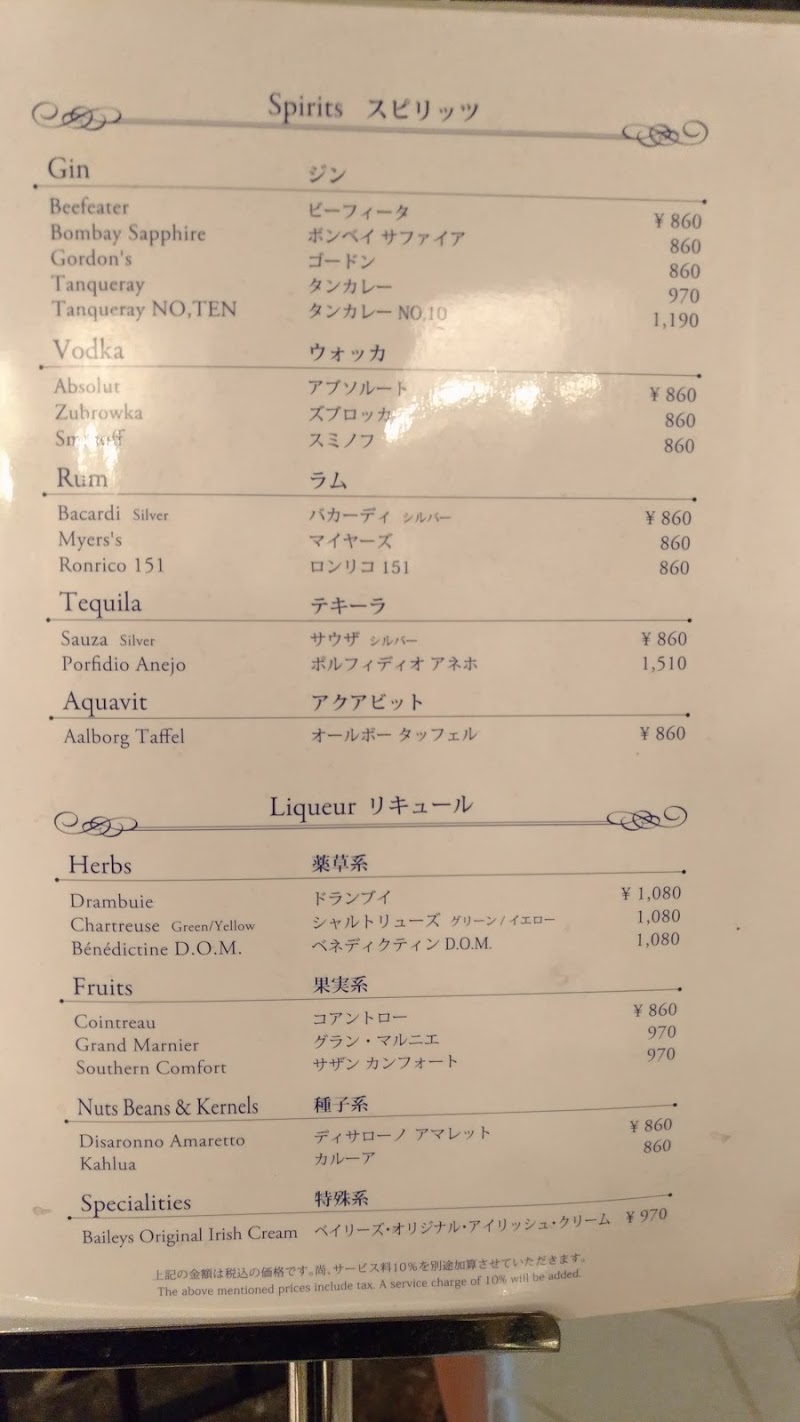 Spirits スピリッツ
Gin ジン
Beefeater ビーフィータ ¥ 860
Bombay Sapphire ボンベイ サファイア 860
Gordon's ゴードン 860
Tanqueray タンカレー 970
Tanqueray NO,TEN タンカレー NO,10 1,190
Vodka ウォッカ
Absolut アブソルート ¥ 860
Zubrowka ズブロッカ 860
スミノフ 860
Rum ラム
Bacardi Silver バカーディ シルバー ¥ 860
Myers's マイヤーズ 860
Ronrico 151 ロンリコ 151 860
Tequila テキーラ
Sauza Silver サウザ シルバー ¥ 860
Porfidio Anejo ポルフィディオ アネホ 1,510
Aquavit アクアビット
Aalborg Taffel オールボー タッフェル ¥ 860
Liqueur リキュール
Herbs 薬草系
Drambuie ドランブイ ¥ 1,080
Chartreuse Green/Yellow シャルトリューズ グリーン / イエロー 1,080
Bénédictine D.O.M. ベネディクティン D.O.M. 1,080
Fruits 果実系
Cointreau コアントロー ¥ 860
Grand Marnier グラン・マルニエ 970
Southern Comfort サザン カンフォート 970
Nuts Beans & Kernels 種子系
Disaronno Amaretto ディサローノ アマレット ¥ 860
Kahlua カルーア 860
Specialities 特殊系
Baileys Original Irish Cream ベイリーズ・オリジナル・アイリッシュ・クリーム ¥ 970
上記の金額は税込の価格です。尚、サービス料10%を別途加算させていただきます。
The above mentioned prices include tax. A service charge of 10% will be added.